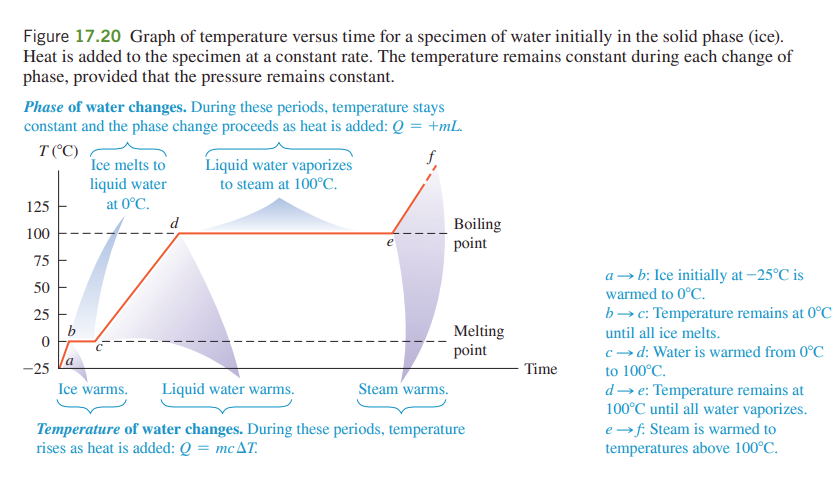 Figure 17.20 Graph of temperature versus time for a specimen of water initially in the solid phase (ice).
Heat is added to the specimen at a constant rate. The temperature remains constant during each change of
phase, provided that the pressure remains constant.
Phase of water changes. During these periods, temperature stays
constant and the phase change proceeds as heat is added: Q = +mL.
T (°C)
Ice melts to
liquid water
at 0°C.
Liquid water vaporizes
to steam at 100°C.
f
125
100
75
50
25
0
−25
a
b
c
d
e
Boiling
point
Melting
point
Time
Ice warms.
Liquid water warms.
Steam warms.
Temperature of water changes. During these periods, temperature
rises as heat is added: Q = mcΔT.
a → b: Ice initially at −25°C is
warmed to 0°C.
b → c: Temperature remains at 0°C
until all ice melts.
c → d: Water is warmed from 0°C
to 100°C.
d → e: Temperature remains at
100°C until all water vaporizes.
e → f: Steam is warmed to
temperatures above 100°C.